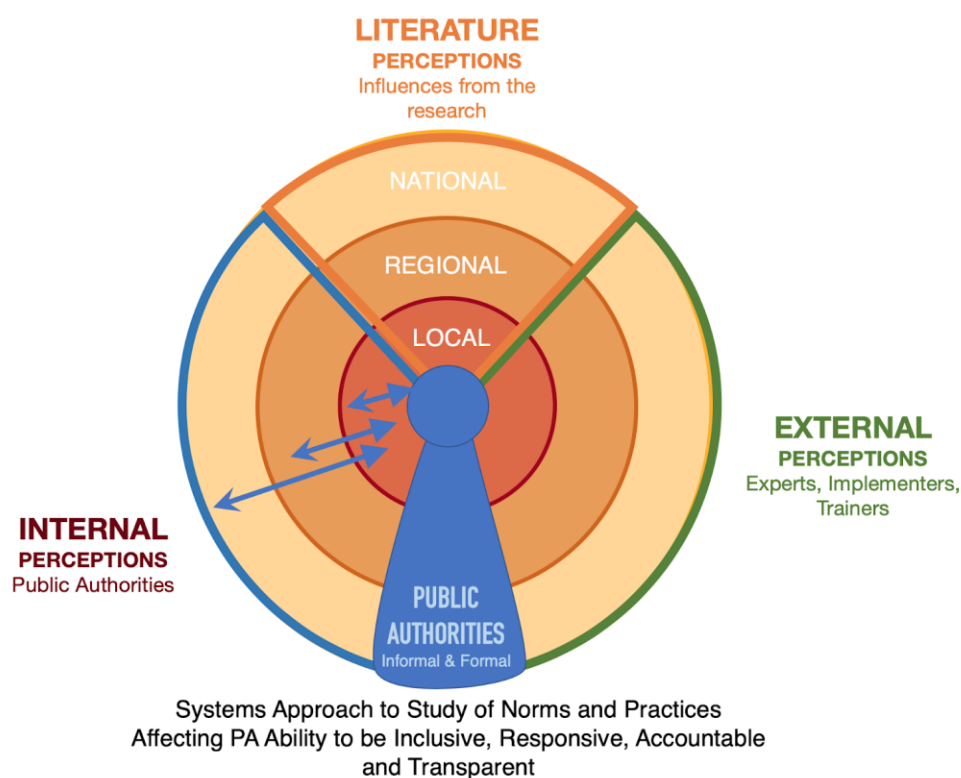 LITERATURE
PERCEPTIONS
Influences from the
research
NATIONAL
REGIONAL
LOCAL
EXTERNAL
PERCEPTIONS
Experts, Implementers,
Trainers
INTERNAL
PERCEPTIONS
Public Authorities
PUBLIC
AUTHORITIES
Informal & Formal
Systems Approach to Study of Norms and Practices
Affecting PA Ability to be Inclusive, Responsive, Accountable
and Transparent